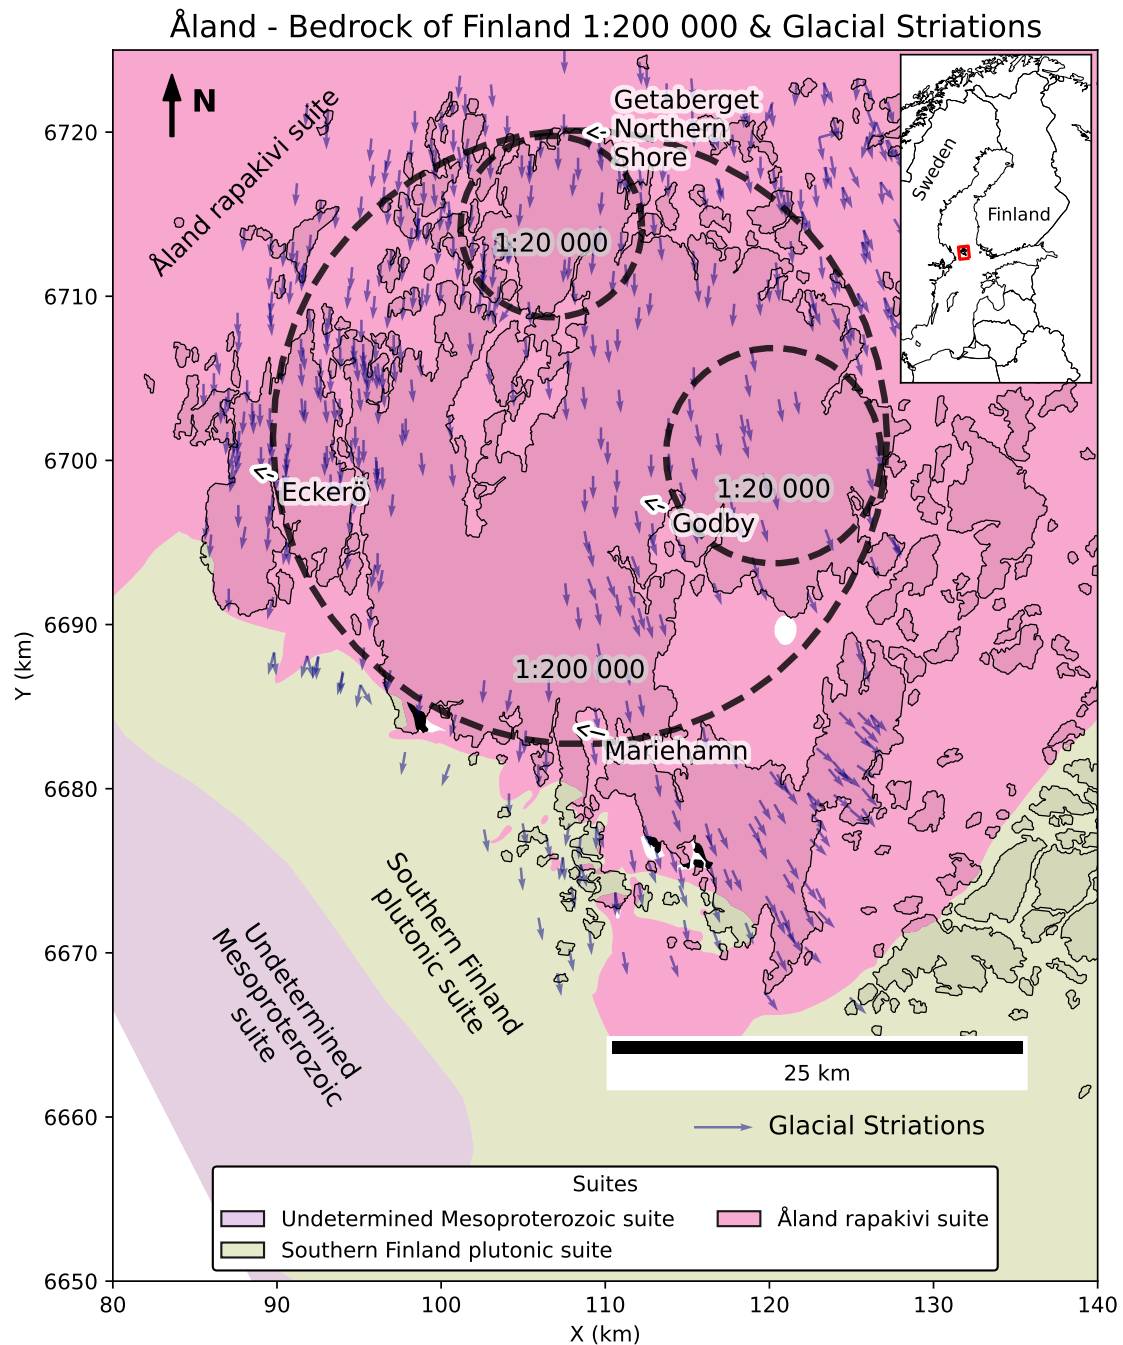 Åland - Bedrock of Finland 1:200 000 & Glacial Striations
N
Åland rapakivi suite
Getaberget
Northern
Shore
Sweden
Finland
1:20 000
1:20 000
Eckerö
Godby
1:200 000
Mariehamn
Southern Finland
plutonic suite
Undetermined
Mesoproterozoic
suite
25 km
Glacial Striations
Suites
Undetermined Mesoproterozoic suite
Southern Finland plutonic suite
Åland rapakivi suite
6720
6710
6700
6690
6680
6670
6660
6650
Y (km)
80
90
100
110
120
130
140
X (km)